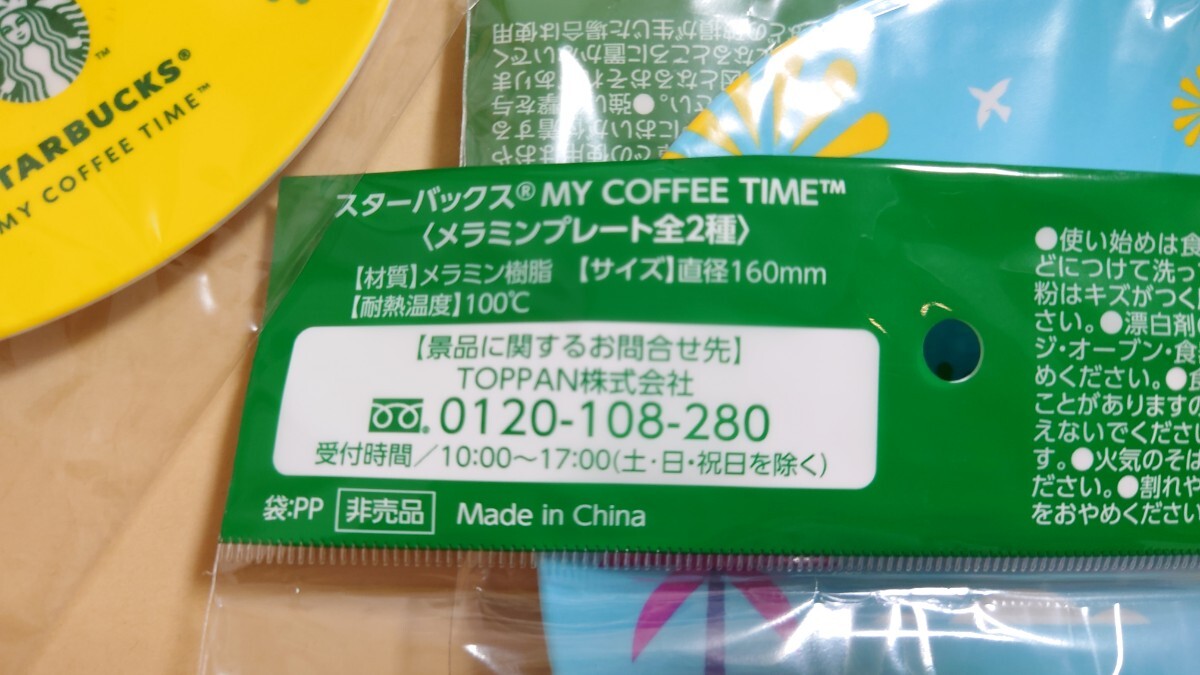 STARBUCKS®
MY COFFEE TIME™
スターバックス® MY COFFEE TIME™
〈メラミンプレート全2種〉
【材質】メラミン樹脂 【サイズ】直径160mm
【耐熱温度】100℃
【景品に関するお問合せ先】
TOPPAN株式会社
0120-108-280
受付時間/10:00〜17:00(土・日・祝日を除く)
袋:PP 非売品 Made in China
●使い始めは食
どにつけて洗っ
粉はキズがつく
さい。●漂白剤
ジ・オーブン・食
めください。●食
ことがありますの
えないでください
す。●火気のそば
ださい。●割れや
をおやめください